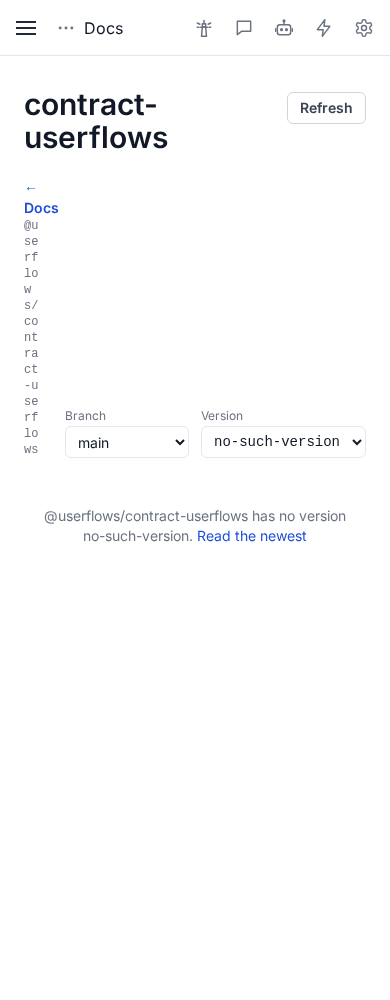 Docs
contract-
userflows
Refresh
←
Docs
@u
se
rf
lo
w
s/
co
nt
ra
ct
-u
se
rf
lo
ws
Branch
main
Version
no-such-version
@userflows/contract-userflows has no version
no-such-version. Read the newest